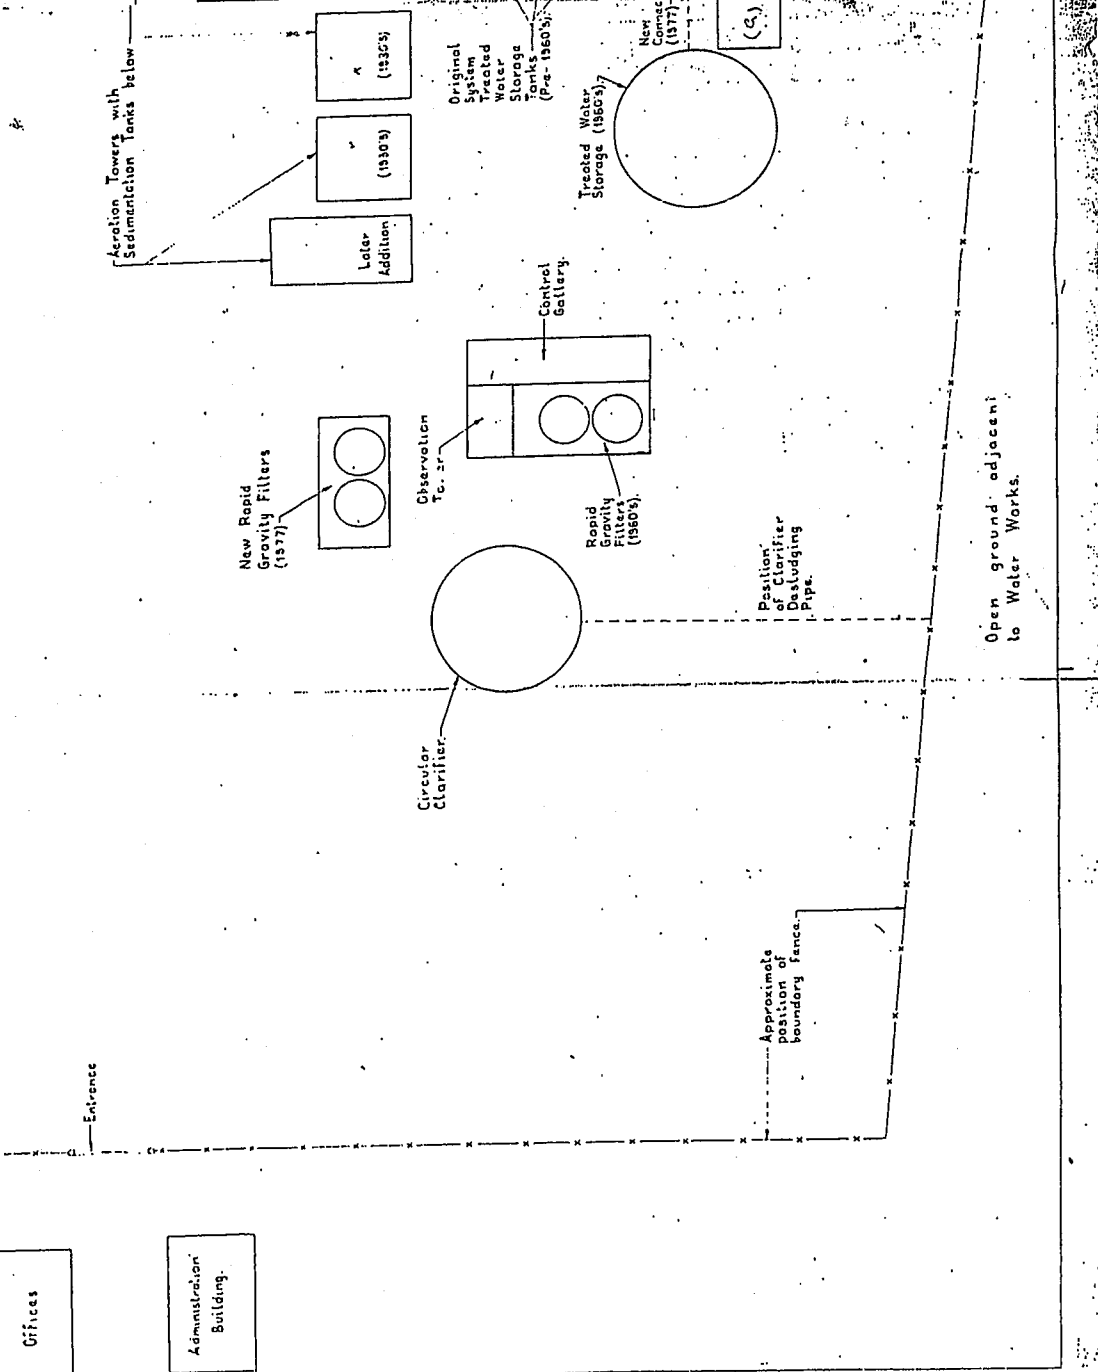 Offices
Administration
Building.
Entrance
Approximate
position of
boundary fence.
Circular
Clarifier.
New Rapid
Gravity Filters
(1977)
Observation
Rapid
Gravity
Filters
(1960's).
Position
of Clarifier
Desludging
Pipe.
Open ground adjacent
to Water Works.
Control
Gallery.
Aeration Towers with
Sedimentation Tanks below
Later
Addition
(1930's)
(1930's)
Original
System
Treated
Water
Storage
Tanks
(Pre-1960's).
Treated Water
Storage (1960's).
New
(1977)
(a)